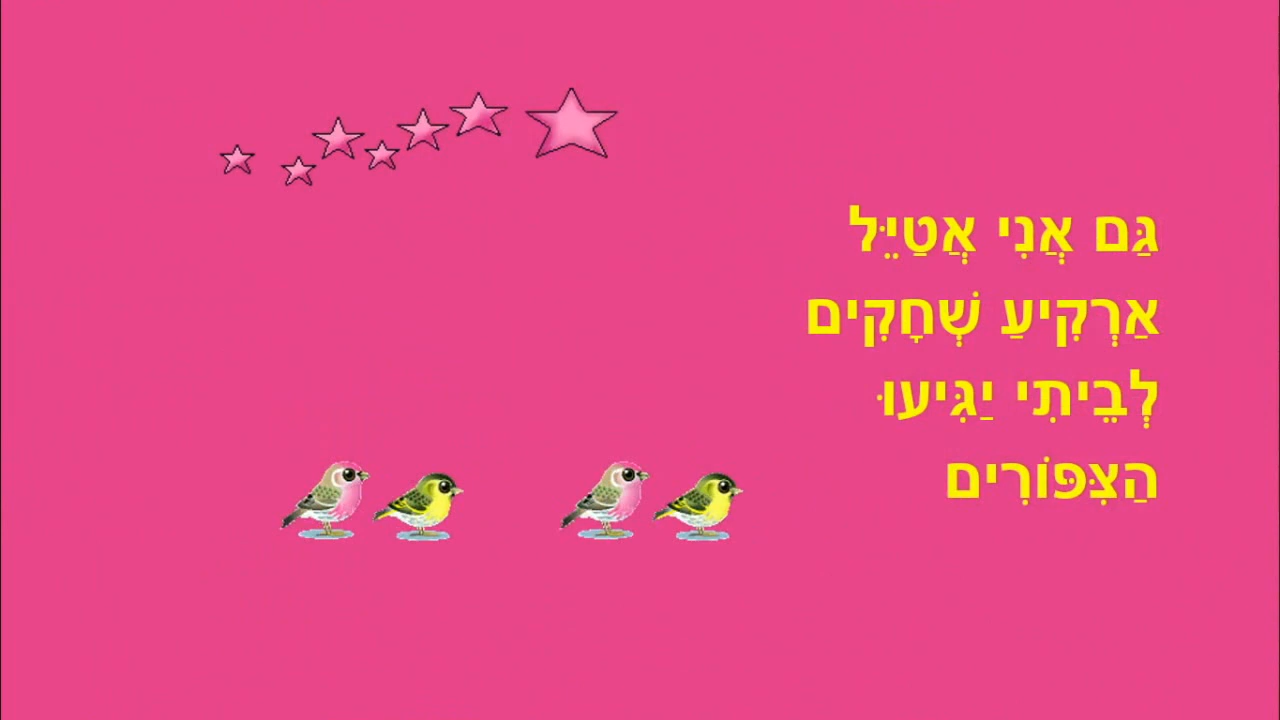 גַּם אֲנִי אֲטַיֵּל
אַרְקִיעַ שְׁחָקִים
לְבֵיתִי יַגִּיעוּ
הַצִּפּוֹרִים